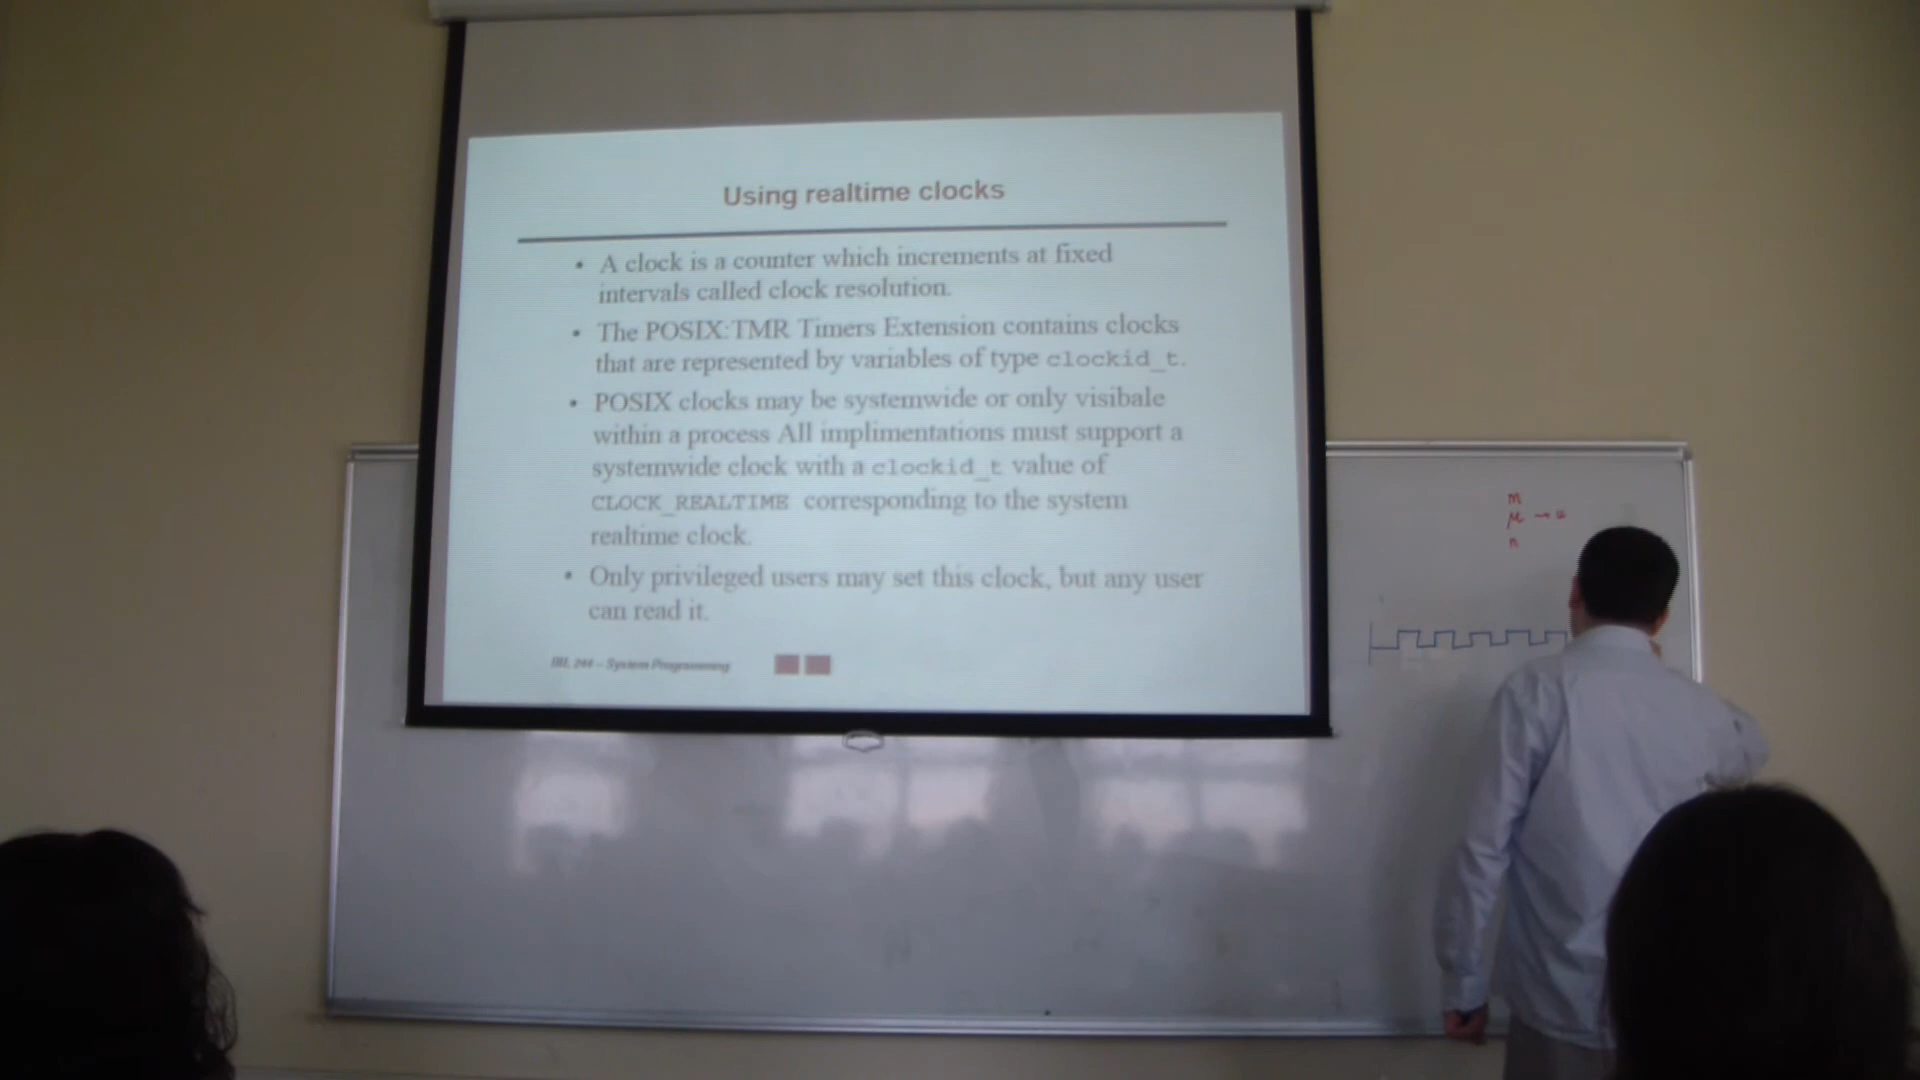 Using realtime clocks
• A clock is a counter which increments at fixed
intervals called clock resolution.
• The POSIX:TMR Timers Extension contains clocks
that are represented by variables of type clockid_t.
• POSIX clocks may be systemwide or only visibale
within a process All implimentations must support a
systemwide clock with a clockid_t value of
CLOCK_REALTIME corresponding to the system
realtime clock.
• Only privileged users may set this clock, but any user
can read it.
244 – System Programming
m
μ → u
n